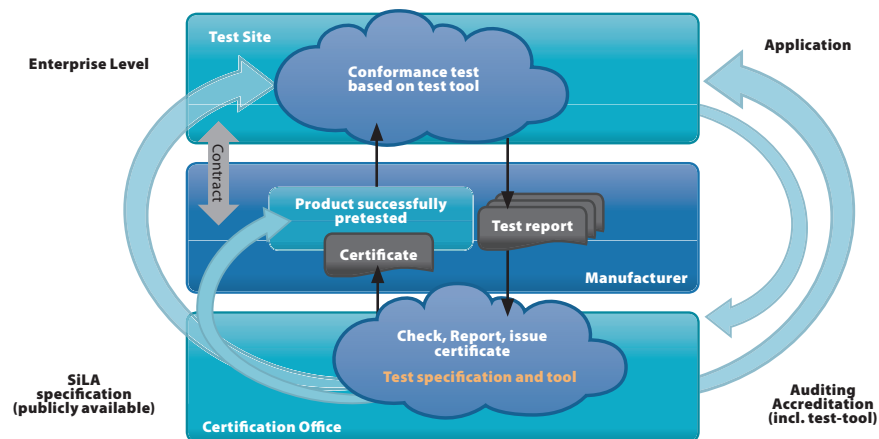 Test Site
Application
Enterprise Level
Conformance test
based on test tool
Contract
Product successfully
pretested
Test report
Certificate
Manufacturer
Check, Report, issue
certificate
Test specification and tool
SiLA
specification
(publicly available)
Auditing
Accreditation
(incl. test-tool)
Certification Office